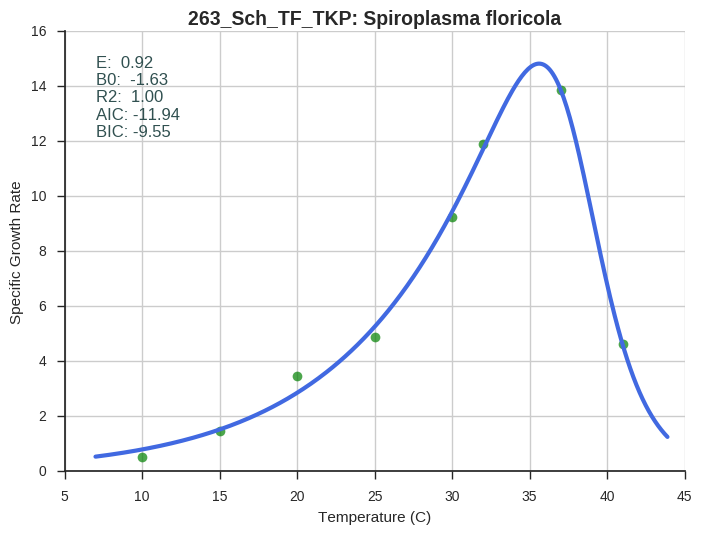 263_Sch_TF_TKP: Spiroplasma floricola
16
14
12
10
8
6
4
2
0
Specific Growth Rate
E:  0.92
B0:  -1.63
R2:  1.00
AIC: -11.94
BIC: -9.55
5 10 15 20 25 30 35 40 45
Temperature (C)